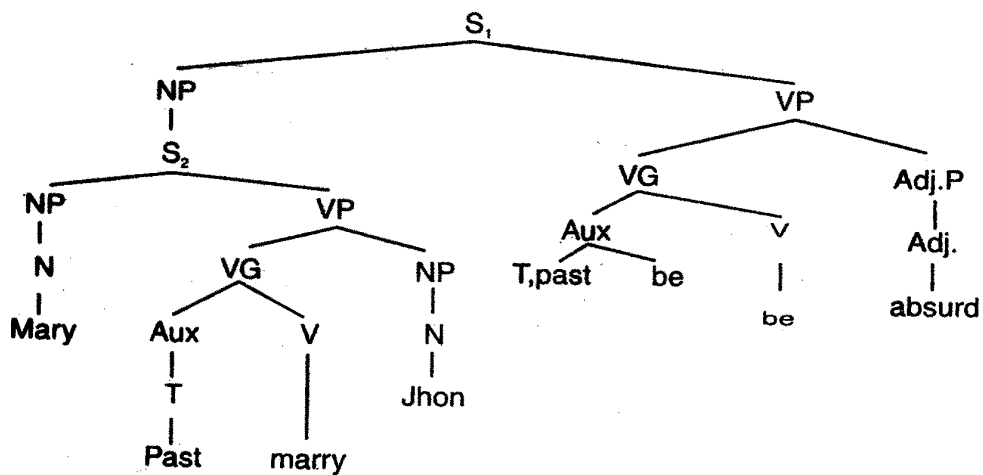 S₁
NP VP
S₂ VG Adj.P
NP VP Aux V Adj.
N VG NP T,past be be absurd
Mary Aux V N
T Jhon
Past marry